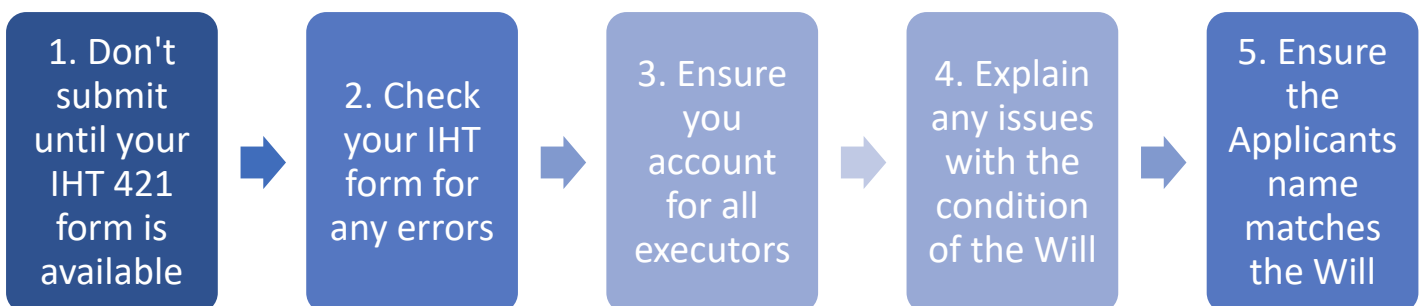 1. Don't
submit
until your
IHT 421
form is
available
2. Check
your IHT
form for
any errors
3. Ensure
you
account
for all
executors
4. Explain
any issues
with the
condition
of the Will
5. Ensure
the
Applicants
name
matches
the Will